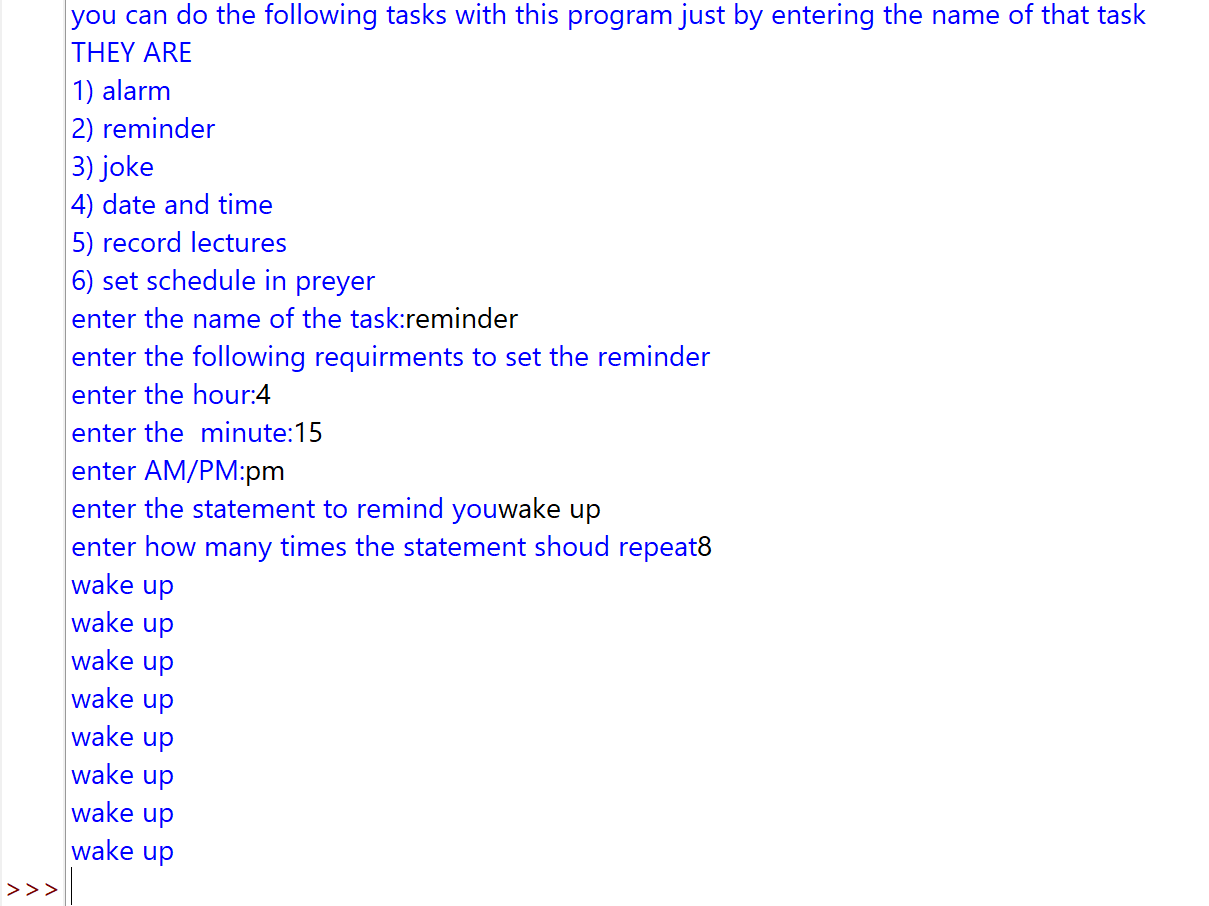 you can do the following tasks with this program just by entering the name of that task
THEY ARE
1) alarm
2) reminder
3) joke
4) date and time
5) record lectures
6) set schedule in preyer
enter the name of the task:reminder
enter the following requirments to set the reminder
enter the hour:4
enter the  minute:15
enter AM/PM:pm
enter the statement to remind youwake up
enter how many times the statement shoud repeat8
wake up
wake up
wake up
wake up
wake up
wake up
wake up
wake up
>>>